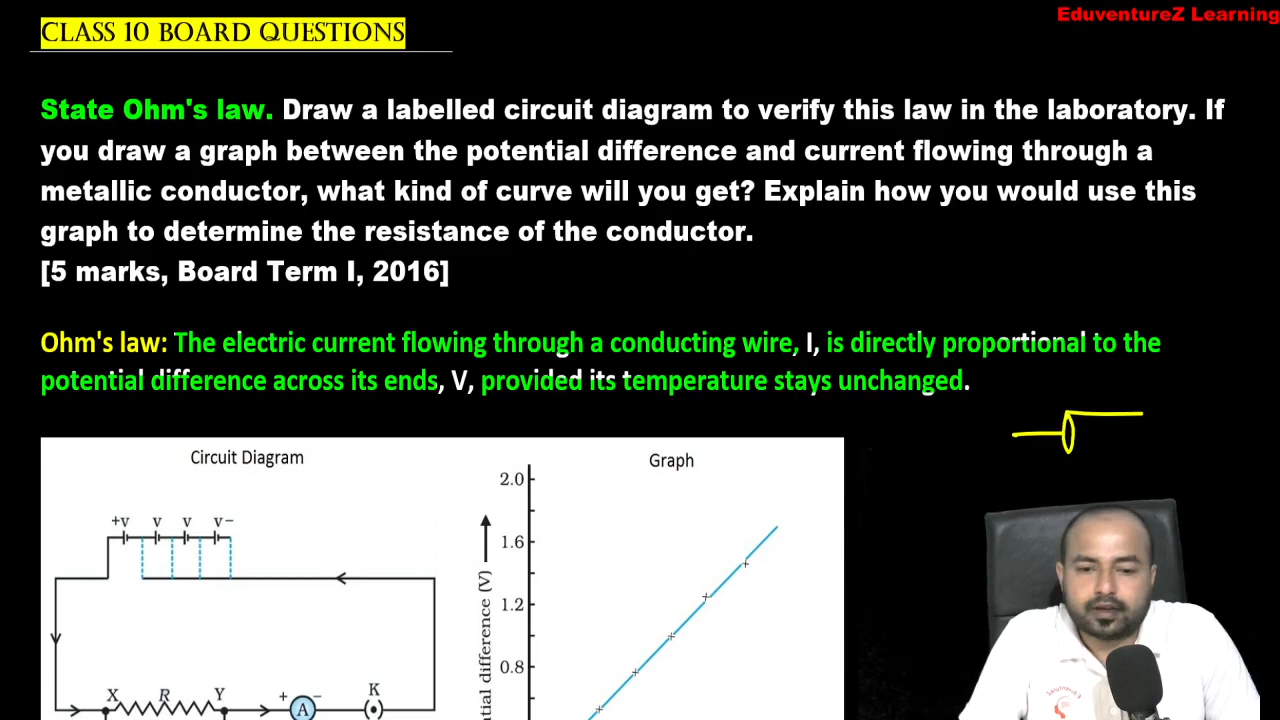 EduventureZ Learning
CLASS 10 BOARD QUESTIONS
State Ohm's law. Draw a labelled circuit diagram to verify this law in the laboratory. If
you draw a graph between the potential difference and current flowing through a
metallic conductor, what kind of curve will you get? Explain how you would use this
graph to determine the resistance of the conductor.
[5 marks, Board Term I, 2016]
Ohm's law: The electric current flowing through a conducting wire, I, is directly proportional to the
potential difference across its ends, V, provided its temperature stays unchanged.
Circuit Diagram
+v v v v−
X R Y + − K
A
Graph
2.0
1.6
1.2
0.8
difference (V)